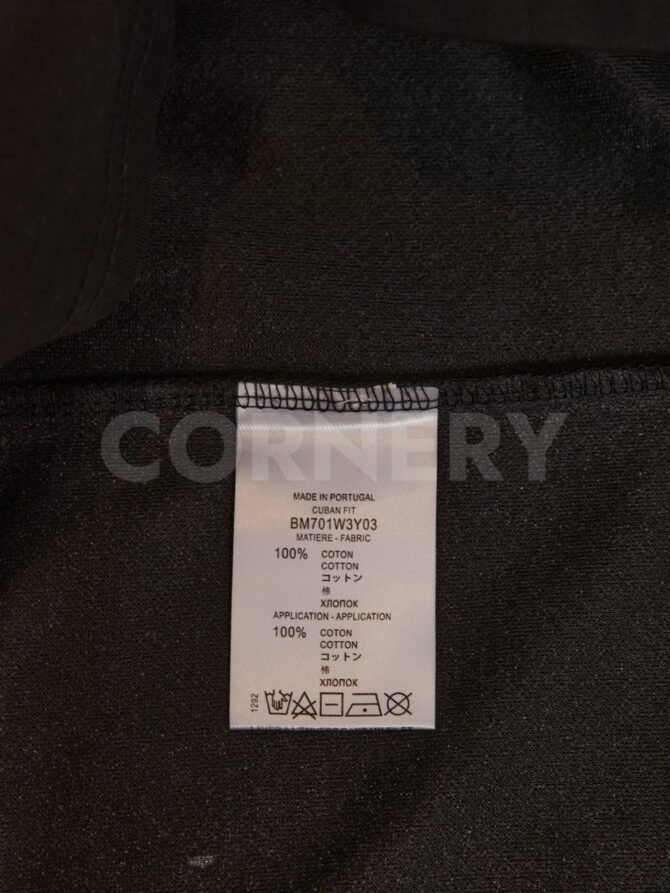 CORNERY
MADE IN PORTUGAL
CUBAN FIT
BM701W3Y03
MATIERE - FABRIC
100% COTON
COTTON
コットン
棉
ХЛОПОК
APPLICATION - APPLICATION
100% COTON
COTTON
コットン
棉
ХЛОПОК
1292